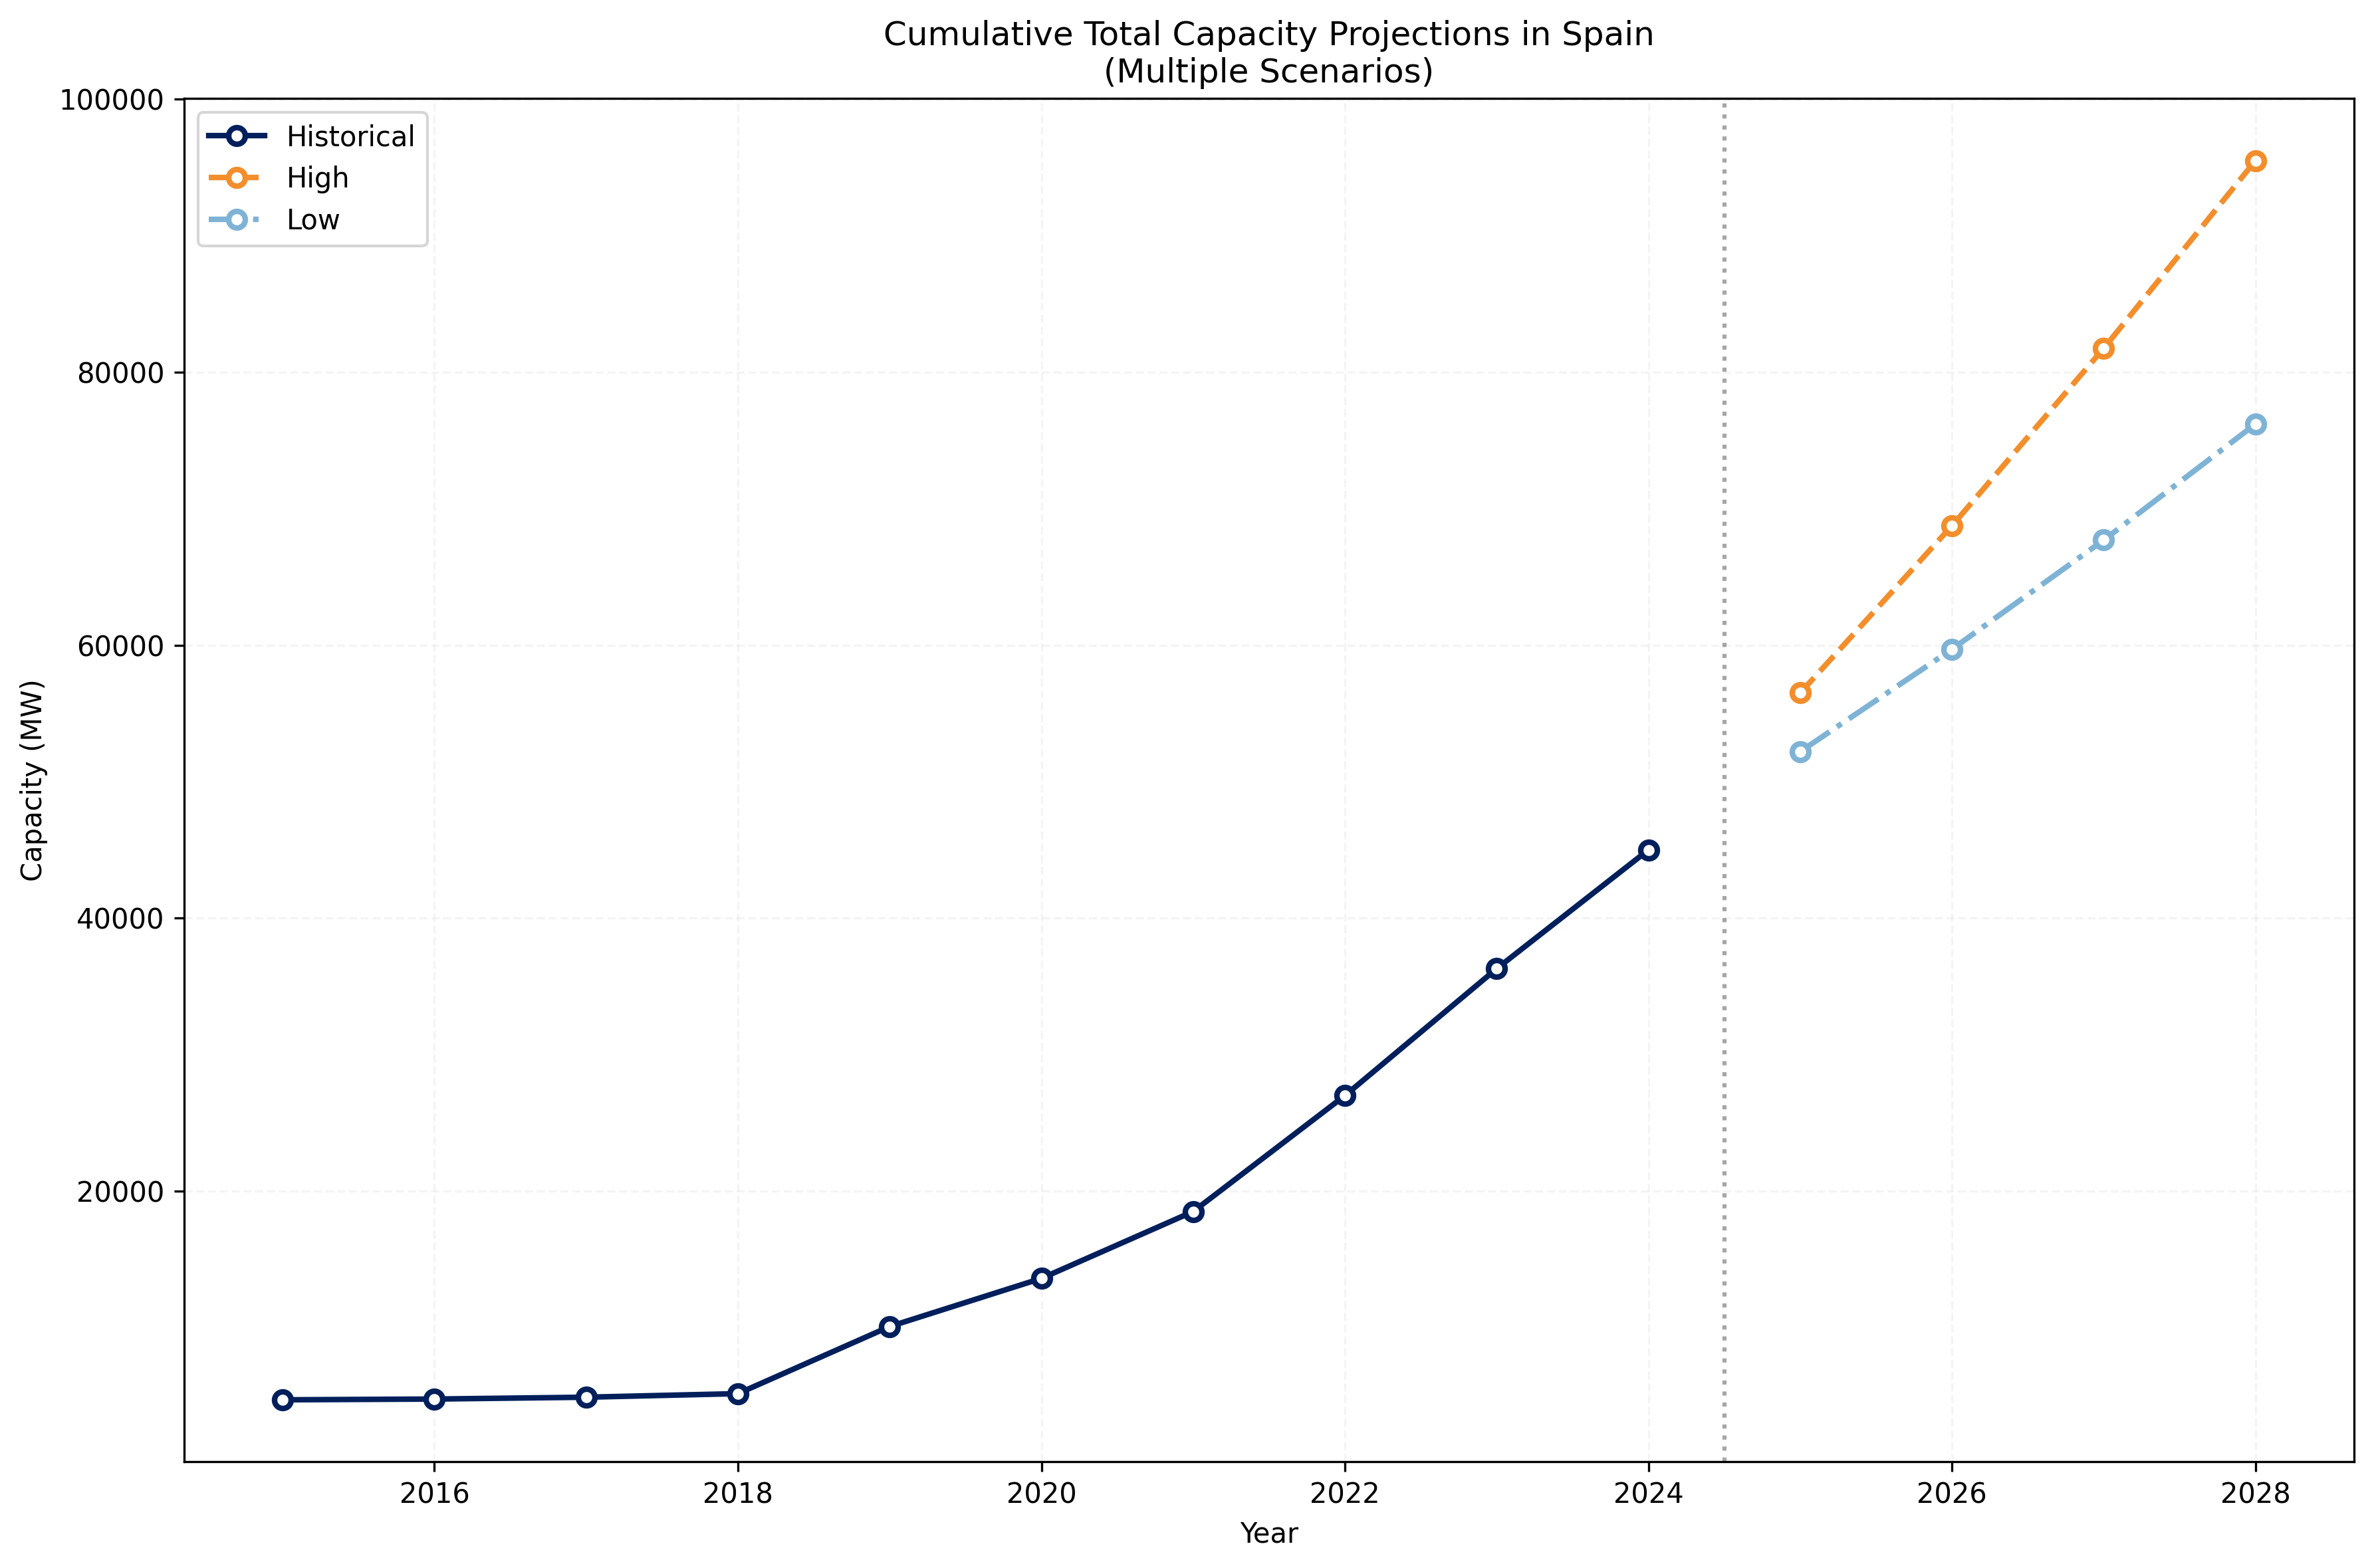 Cumulative Total Capacity Projections in Spain
(Multiple Scenarios)
100000
80000
60000
40000
20000
Capacity (MW)
Historical
High
Low
2016
2018
2020
2022
2024
2026
2028
Year